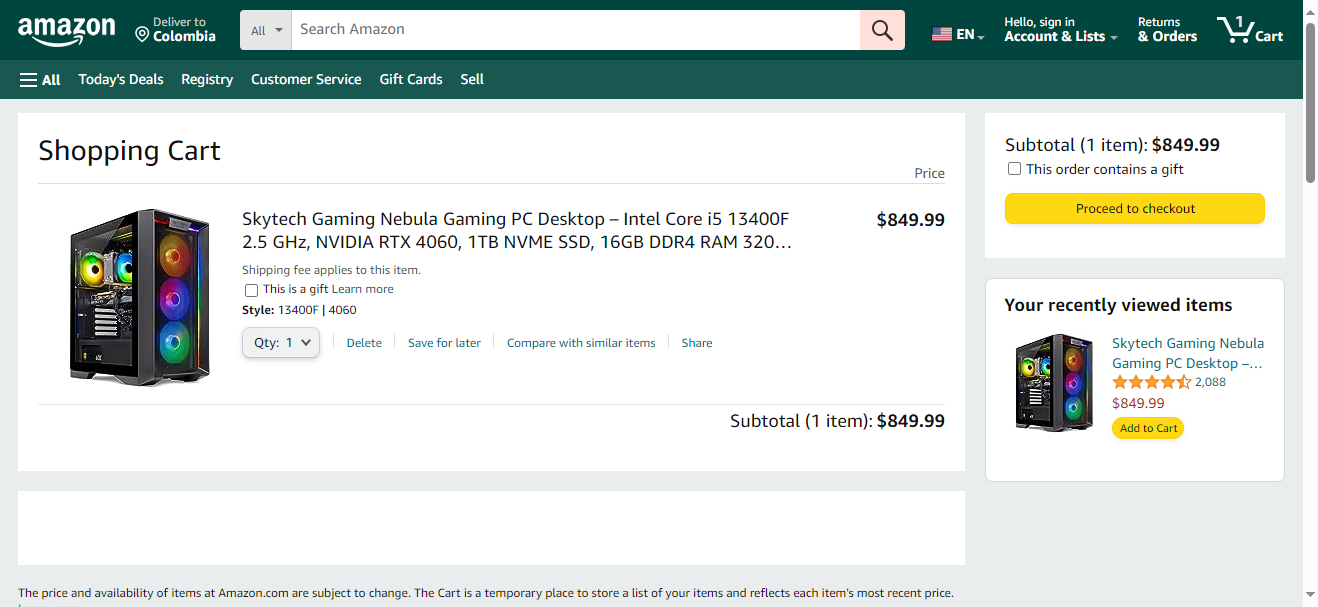 amazon
Deliver to
Colombia
All
Search Amazon
EN
Hello, sign in
Account & Lists
Returns
& Orders
1
Cart
All
Today's Deals
Registry
Customer Service
Gift Cards
Sell
Shopping Cart
Price
Skytech Gaming Nebula Gaming PC Desktop – Intel Core i5 13400F
2.5 GHz, NVIDIA RTX 4060, 1TB NVME SSD, 16GB DDR4 RAM 320…
$849.99
Shipping fee applies to this item.
This is a gift Learn more
Style: 13400F | 4060
Qty: 1
Delete
Save for later
Compare with similar items
Share
Subtotal (1 item): $849.99
Subtotal (1 item): $849.99
This order contains a gift
Proceed to checkout
Your recently viewed items
Skytech Gaming Nebula
Gaming PC Desktop –…
2,088
$849.99
Add to Cart
The price and availability of items at Amazon.com are subject to change. The Cart is a temporary place to store a list of your items and reflects each item's most recent price.